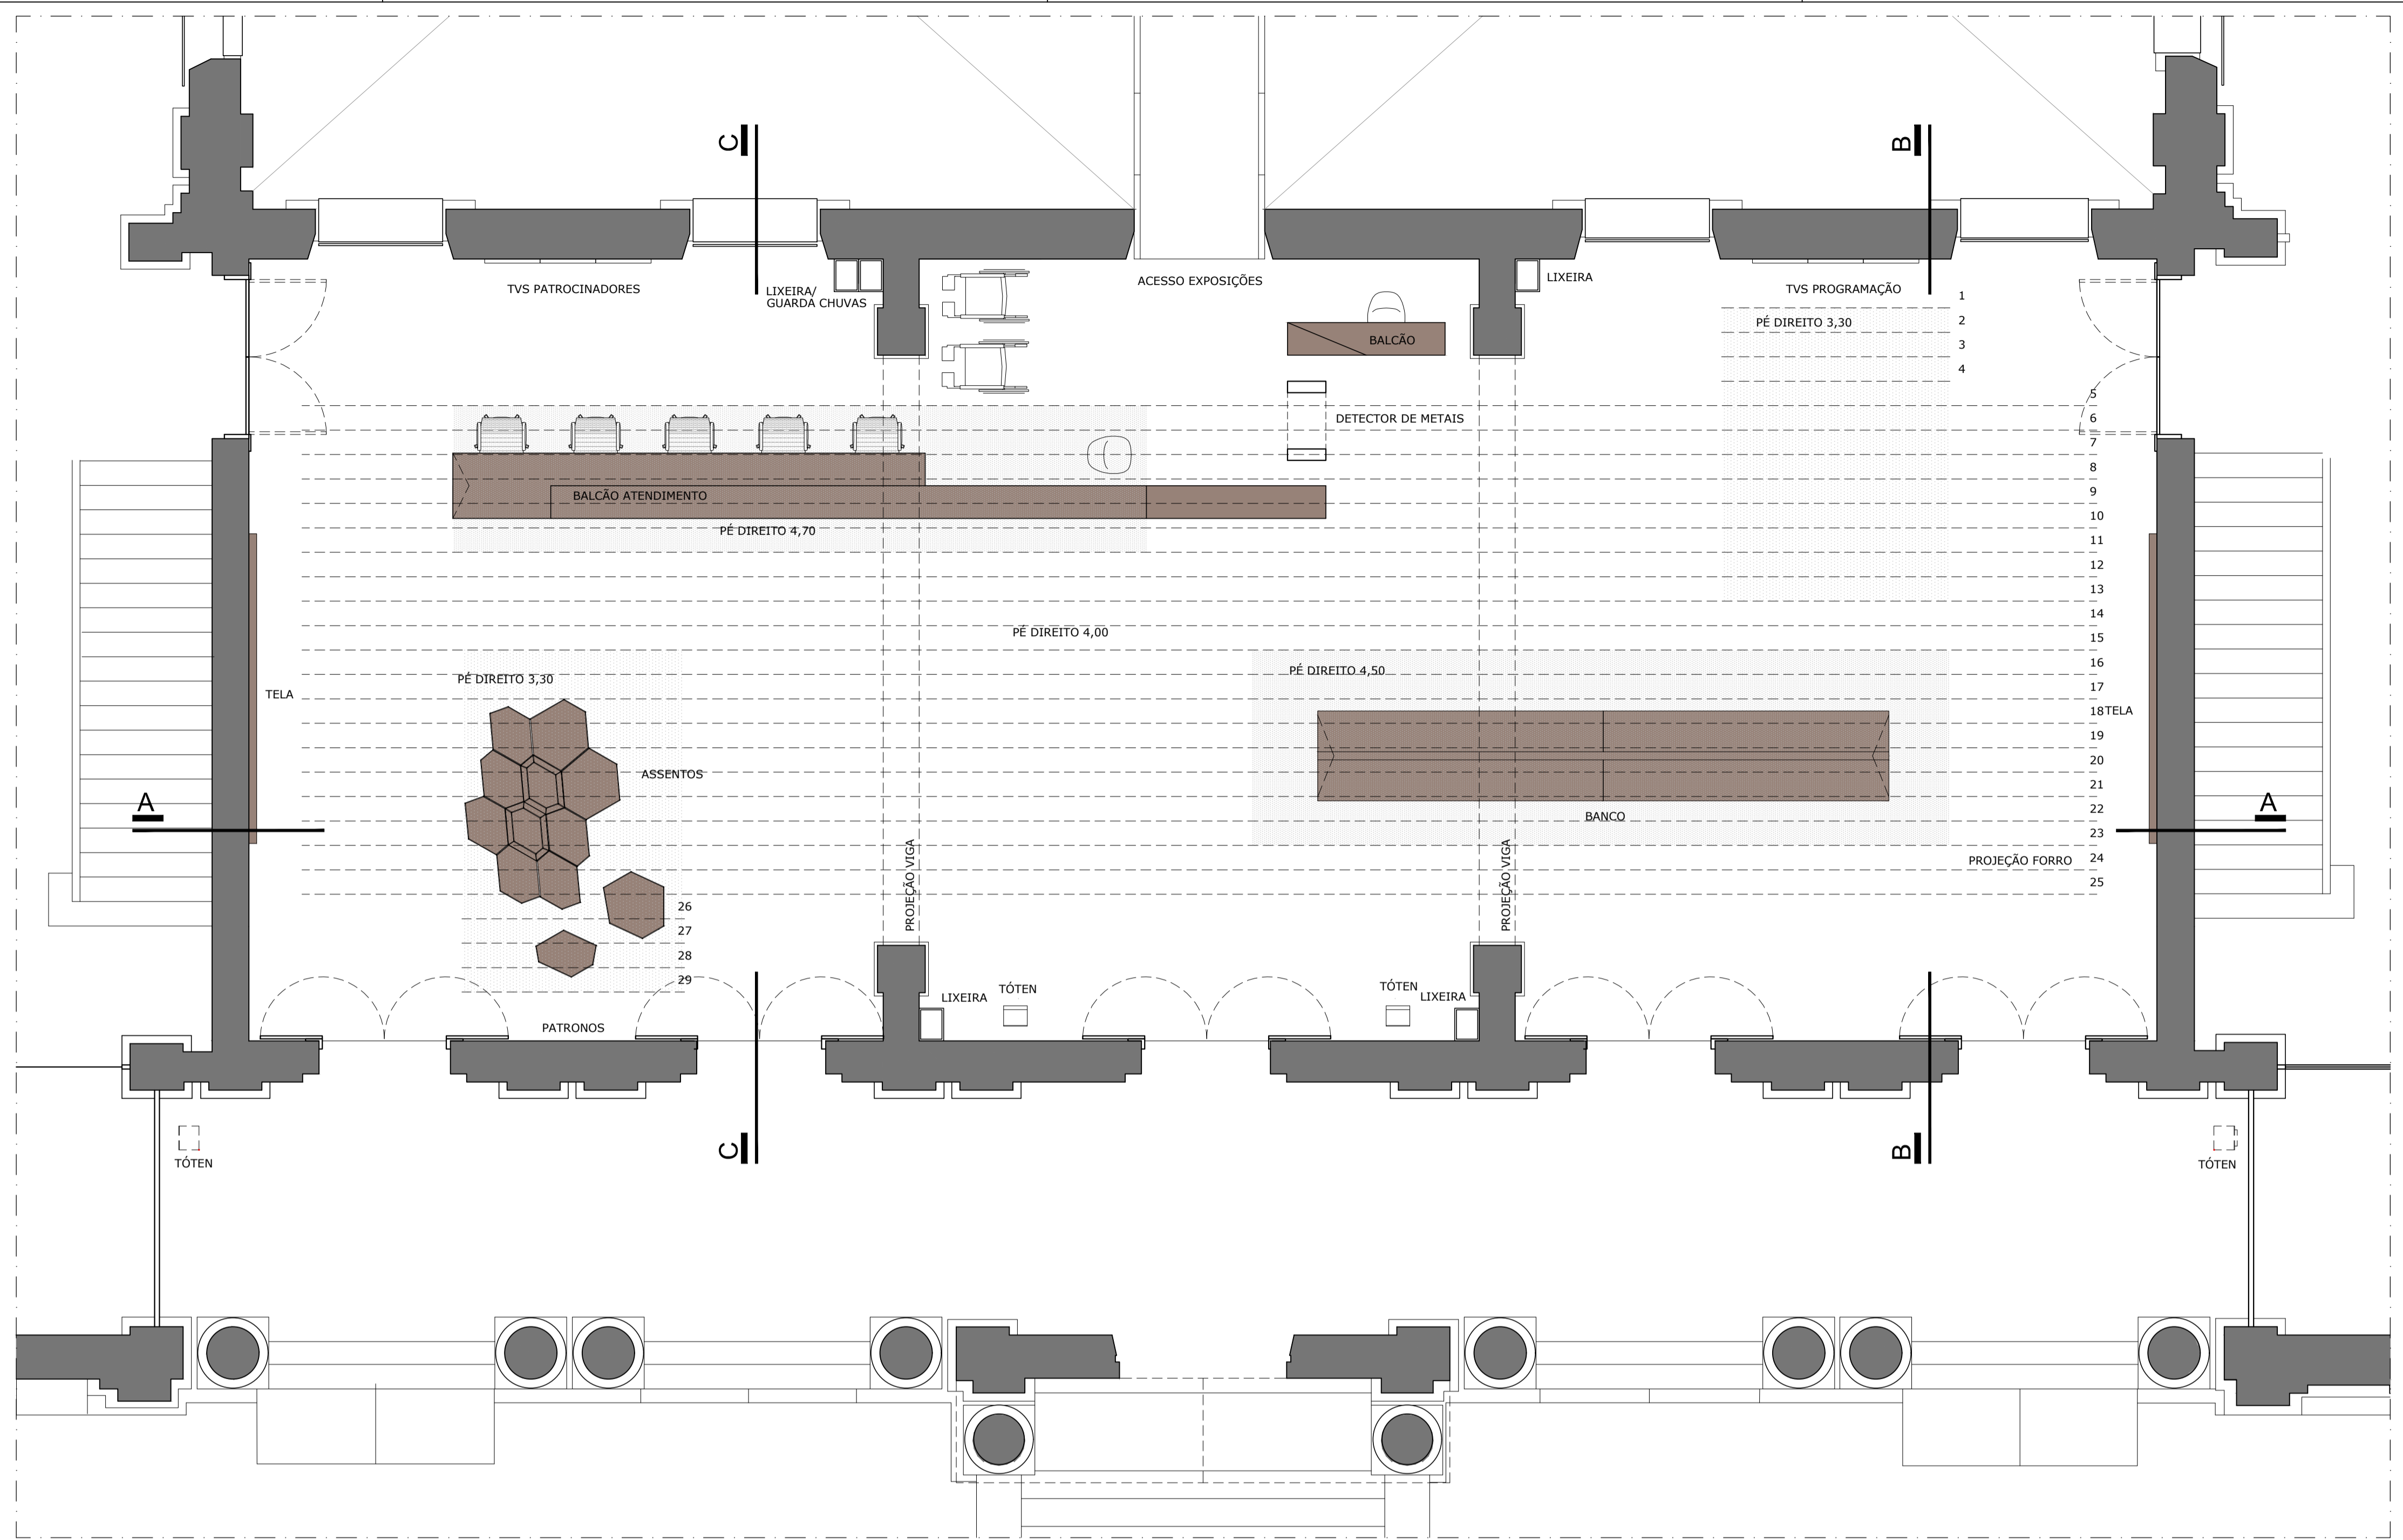 C
B
TVS PATROCINADORES
LIXEIRA/
GUARDA CHUVAS
ACESSO EXPOSIÇÕES
LIXEIRA
TVS PROGRAMAÇÃO
1
PÉ DIREITO 3,30
2
BALCÃO
3
4
5
DETECTOR DE METAIS
6
7
8
BALCÃO ATENDIMENTO
9
PÉ DIREITO 4,70
10
11
12
13
14
PÉ DIREITO 4,00
15
16
PÉ DIREITO 3,30
PÉ DIREITO 4,50
17
TELA
18
TELA
19
20
ASSENTOS
21
A
22
A
BANCO
23
PROJEÇÃO VIGA
PROJEÇÃO VIGA
PROJEÇÃO FORRO
24
25
26
27
28
29
LIXEIRA
TÓTEN
TÓTEN
LIXEIRA
PATRONOS
C
B
TÓTEN
TÓTEN